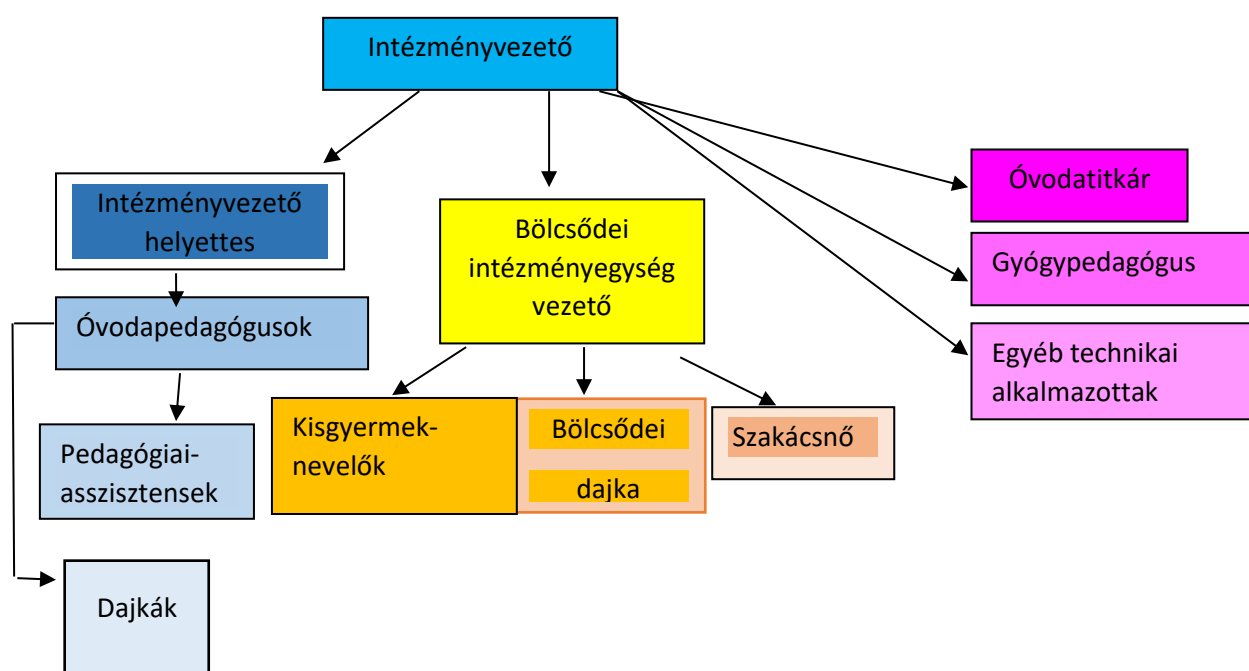 Intézményvezető
Intézményvezető
helyettes
Óvodapedagógusok
Pedagógiai-
asszisztensek
Dajkák
Bölcsődei
intézményegység
vezető
Kisgyermek-
nevelők
Bölcsődei
dajka
Szakácsnő
Óvodatitkár
Gyógypedagógus
Egyéb technikai
alkalmazottak